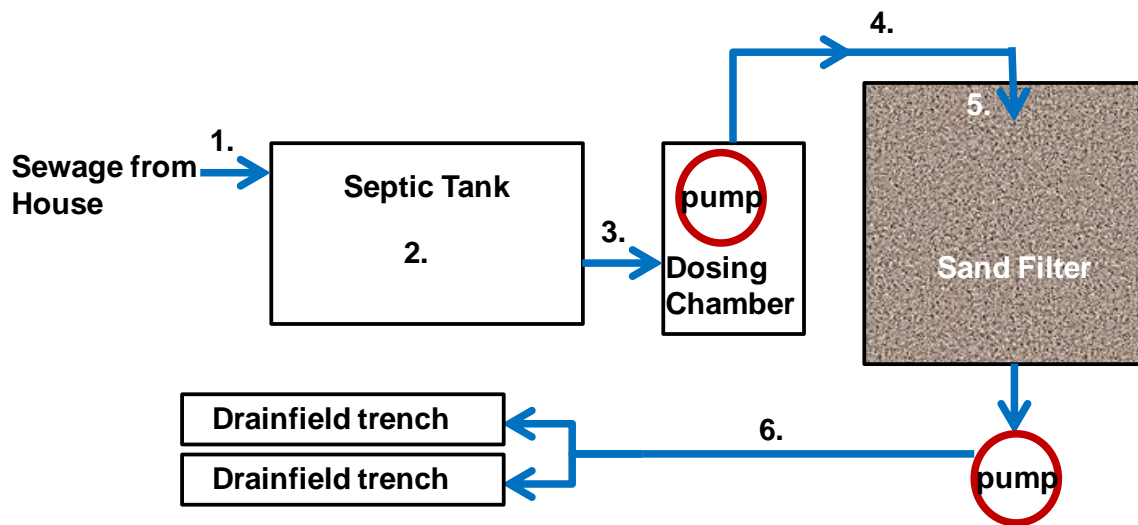 4.
5.
1.
Sewage from
House
Septic Tank
2.
3.
pump
Dosing
Chamber
Sand Filter
Drainfield trench
Drainfield trench
6.
pump